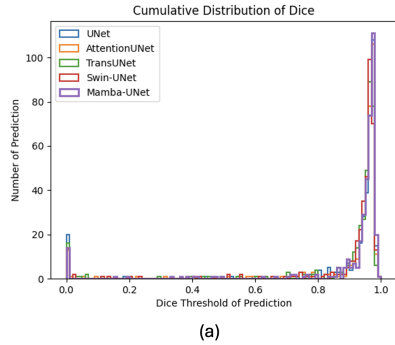 Cumulative Distribution of Dice
UNet
AttentionUNet
TransUNet
Swin-UNet
Mamba-UNet
Number of Prediction
100
80
60
40
20
0
0.0 0.2 0.4 0.6 0.8 1.0
Dice Threshold of Prediction
(a)